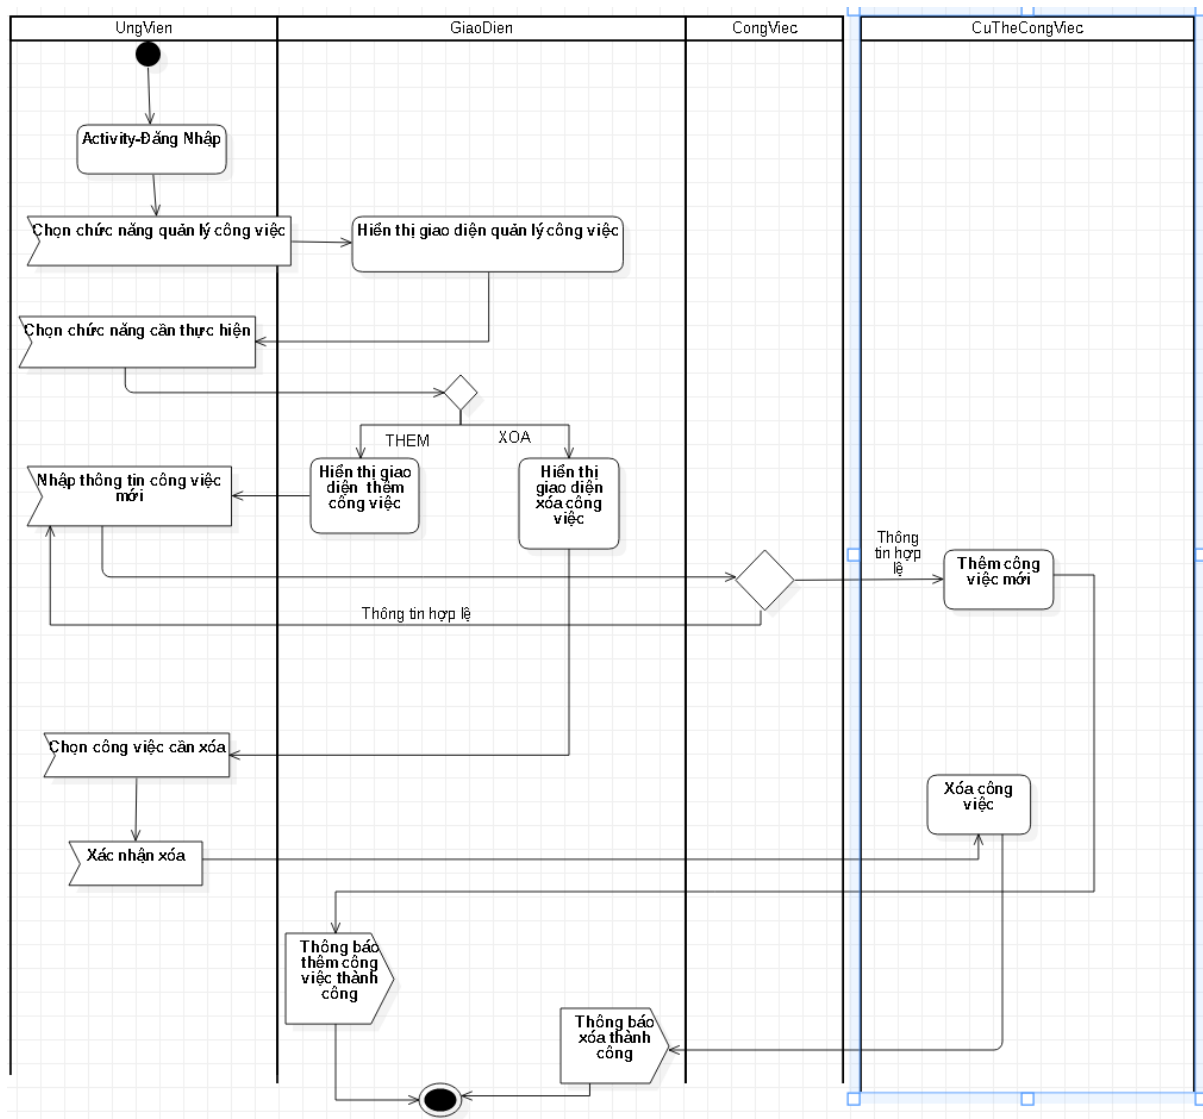 UngVien
GiaoDien
CongViec
CuTheCongViec
Activity-Đăng Nhập
Chọn chức năng quản lý công việc
Hiển thị giao diện quản lý công việc
Chọn chức năng cần thực hiện
THEM
XOA
Nhập thông tin công việc
mới
Hiển thị giao
diện thêm
công việc
Hiển thị
giao diện
xóa công
việc
Thông
tin hợp
lệ
Thêm công
việc mới
Thông tin hợp lệ
Chọn công việc cần xóa
Xóa công
việc
Xác nhận xóa
Thông báo
thêm công
việc thành
công
Thông báo
xóa thành
công